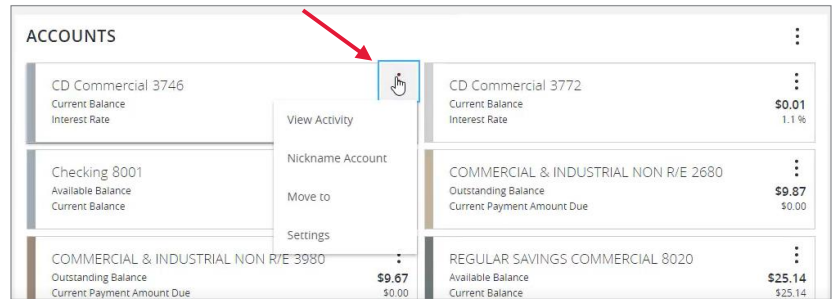 ACCOUNTS
CD Commercial 3746
Current Balance
Interest Rate
View Activity
Nickname Account
Move to
Settings
CD Commercial 3772
Current Balance $0.01
Interest Rate 1.1 %
Checking 8001
Available Balance
Current Balance
COMMERCIAL & INDUSTRIAL NON R/E 2680
Outstanding Balance $9.87
Current Payment Amount Due $0.00
COMMERCIAL & INDUSTRIAL NON R/E 3980
Outstanding Balance $9.67
Current Payment Amount Due $0.00
REGULAR SAVINGS COMMERCIAL 8020
Available Balance $25.14
Current Balance $25.14